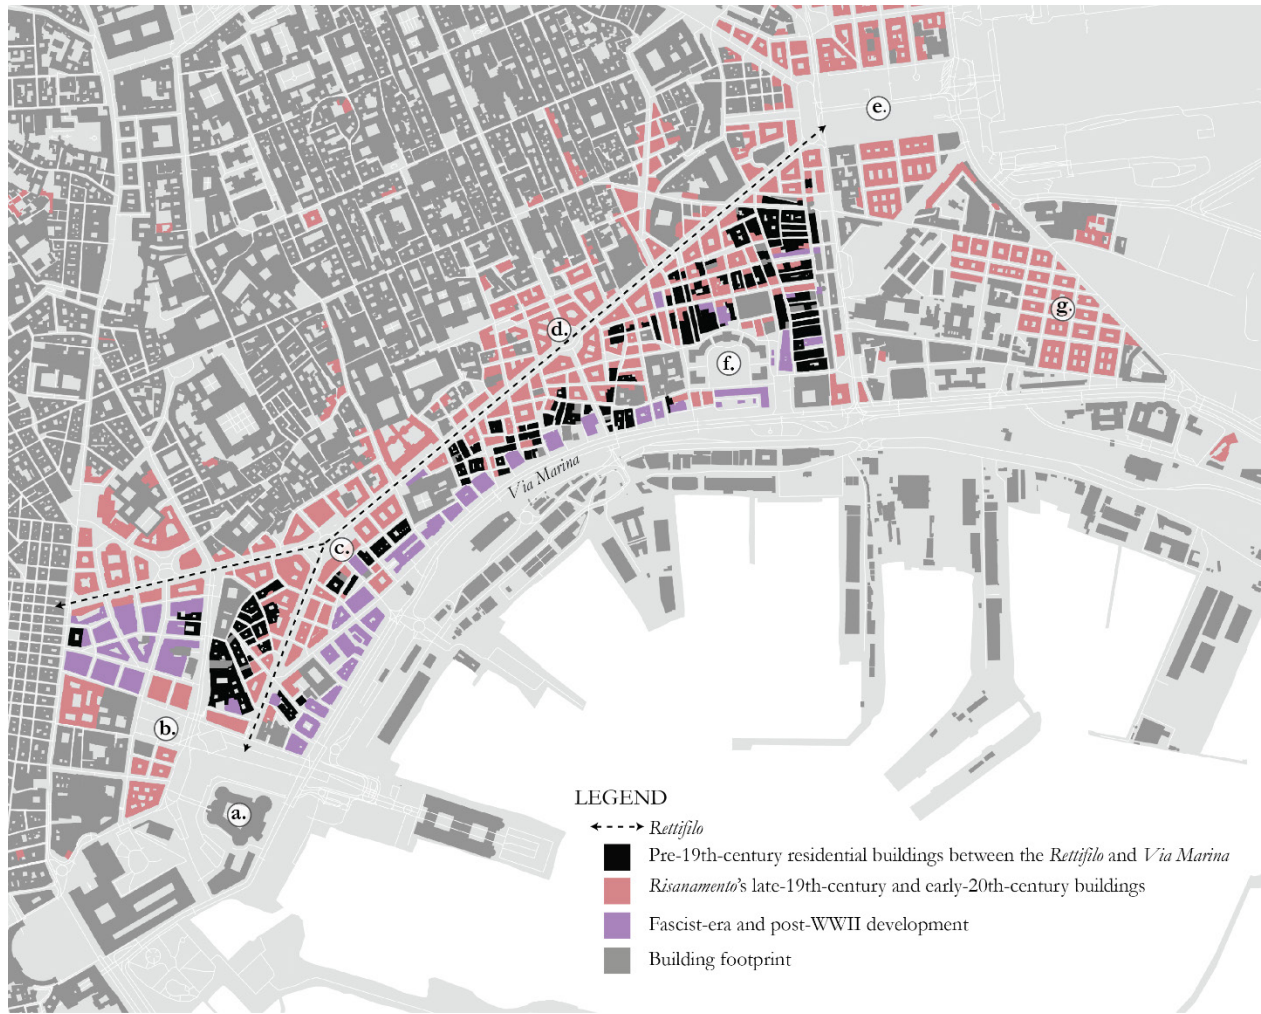 e.
d.
g.
f.
Via Marina
c.
b.
a.
LEGEND
Rettifilo
Pre-19th-century residential buildings between the Rettifilo and Via Marina
Risanamento's late-19th-century and early-20th-century buildings
Fascist-era and post-WWII development
Building footprint